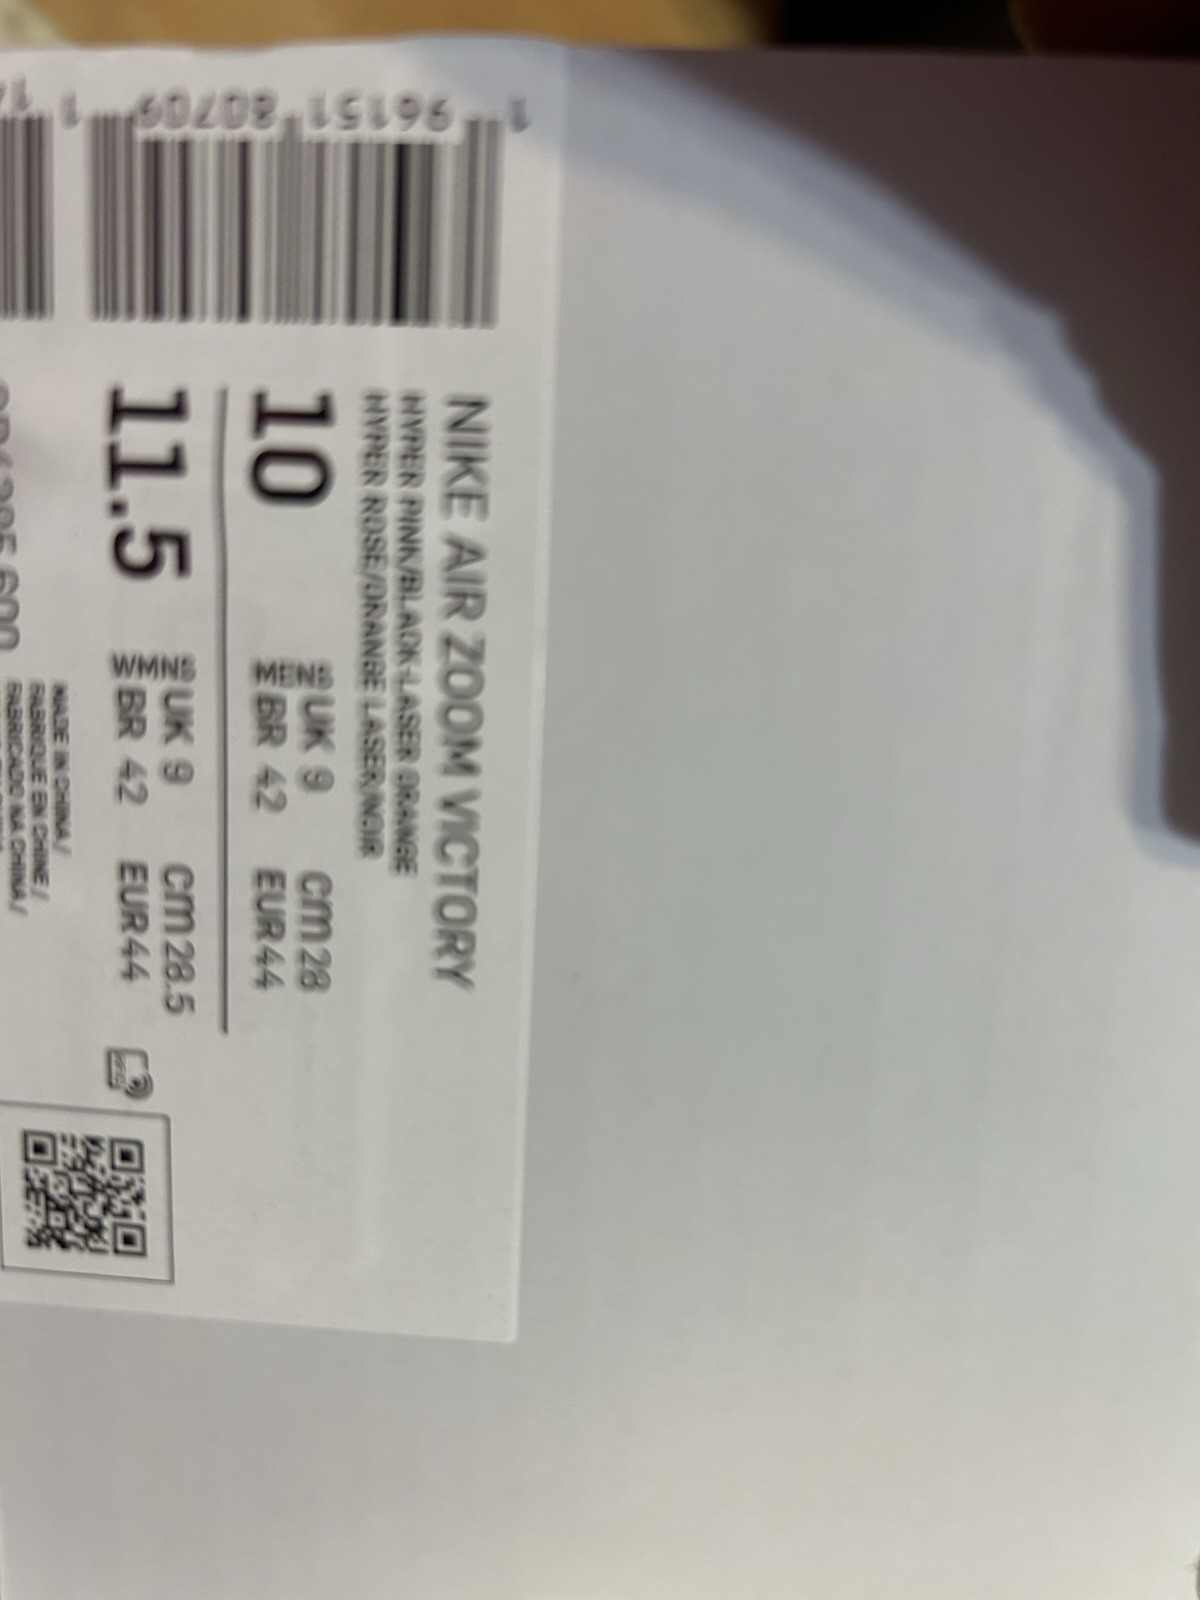 NIKE AIR ZOOM VICTORY
HYPER PINK/BLACK-LASER ORANGE
HYPER ROSE/ORANGE LASER/NOIR
10 MENS UK 9 CM 28
BR 42 EUR 44
11.5 WMNS UK 9 CM 28.5
BR 42 EUR 44
MADE IN CHINA/
FABRIQUE EN CHINE/
FABRICADO NA CHINA/
1 96151 80709 1